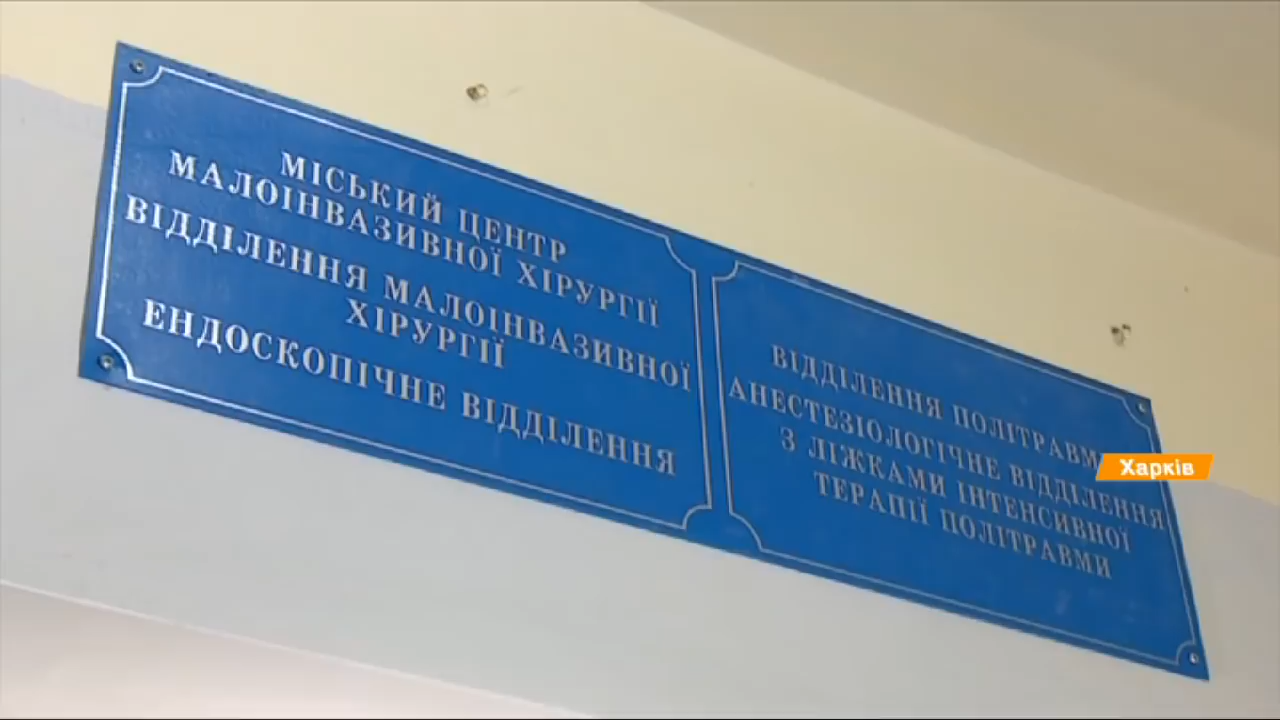 МІСЬКИЙ ЦЕНТР
МАЛОІНВАЗИВНОЇ ХІРУРГІЇ
ВІДДІЛЕННЯ МАЛОІНВАЗИВНОЇ
ХІРУРГІЇ
ЕНДОСКОПІЧНЕ ВІДДІЛЕННЯ
ВІДДІЛЕННЯ ПОЛІТРАВМ
АНЕСТЕЗІОЛОГІЧНЕ ВІДДІЛЕННЯ
З ЛІЖКАМИ ІНТЕНСИВНОЇ
ТЕРАПІЇ ПОЛІТРАВМИ
Харків